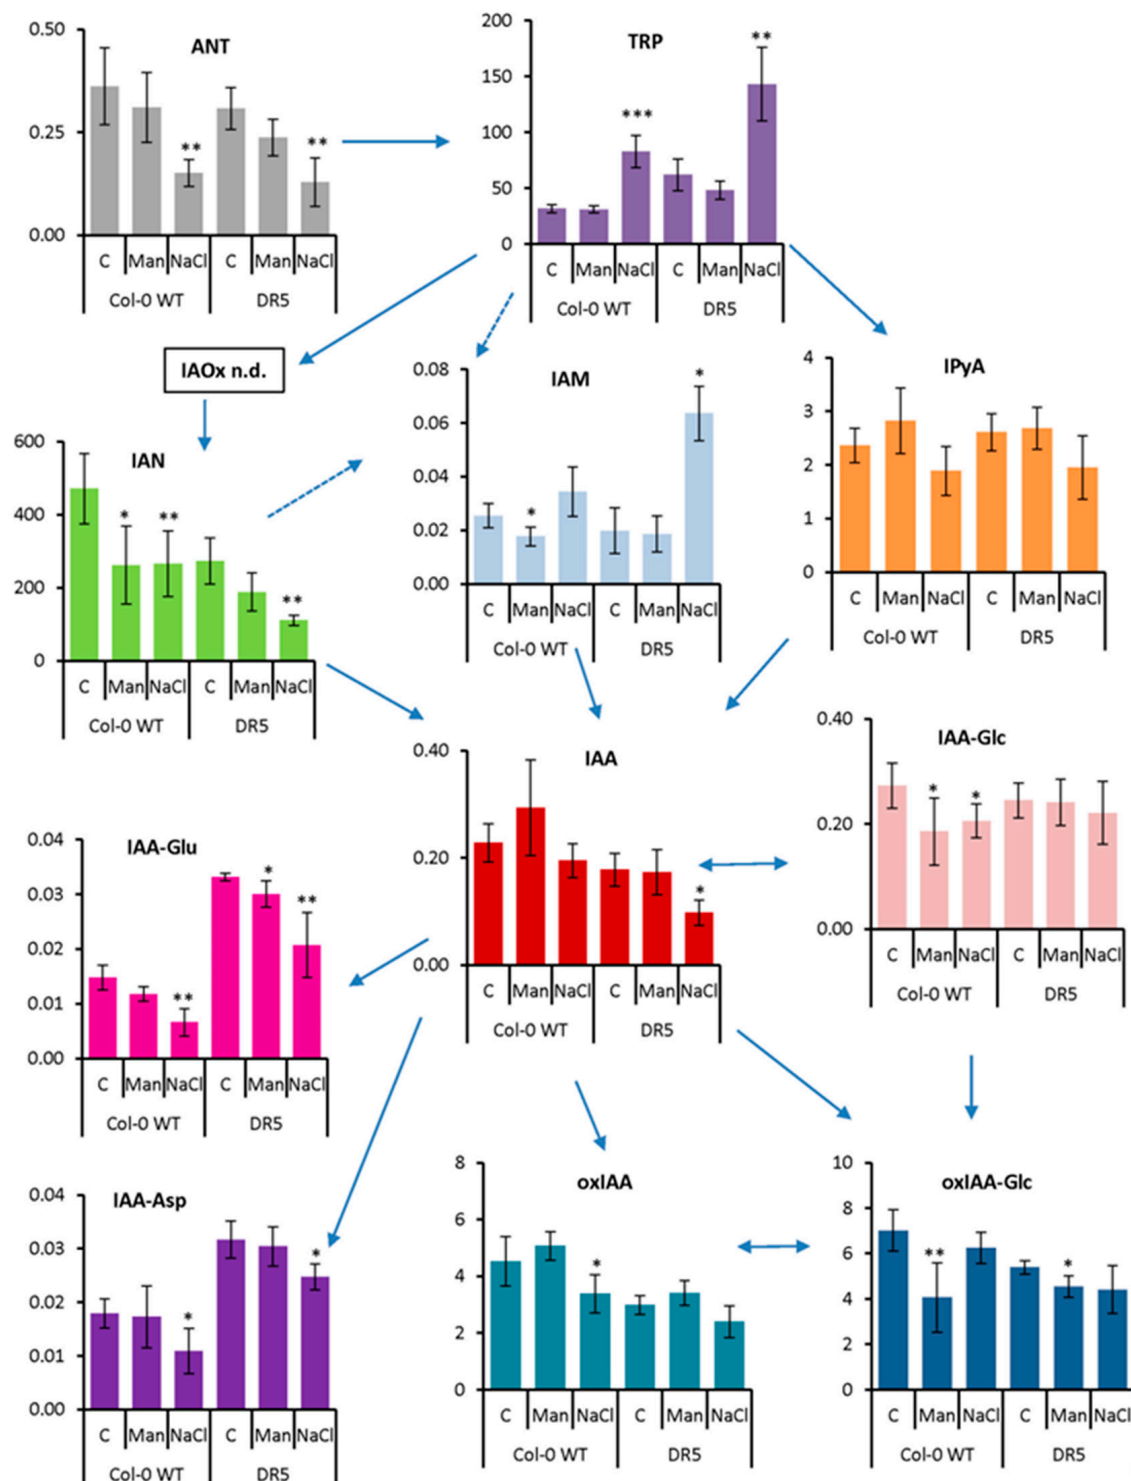 ANT
0.50
0.25
0.00
** **
C Man NaCl C Man NaCl
Col-0 WT DR5
TRP
200
150
100
50
0
*** **
C Man NaCl C Man NaCl
Col-0 WT DR5
IAOx n.d.
IAN
600
400
200
0
* ** **
C Man NaCl C Man NaCl
Col-0 WT DR5
IAM
0.08
0.06
0.04
0.02
0.00
* *
C Man NaCl C Man NaCl
Col-0 WT DR5
IPyA
4
3
2
1
0
C Man NaCl C Man NaCl
Col-0 WT DR5
IAA
0.40
0.20
0.00
*
C Man NaCl C Man NaCl
Col-0 WT DR5
IAA-Glc
0.40
0.20
0.00
* *
C Man NaCl C Man NaCl
Col-0 WT DR5
IAA-Glu
0.04
0.03
0.02
0.01
0.00
** * **
C Man NaCl C Man NaCl
Col-0 WT DR5
IAA-Asp
0.04
0.03
0.02
0.01
0.00
* *
C Man NaCl C Man NaCl
Col-0 WT DR5
oxIAA
8
6
4
2
0
*
C Man NaCl C Man NaCl
Col-0 WT DR5
oxIAA-Glc
10
8
6
4
2
0
** *
C Man NaCl C Man NaCl
Col-0 WT DR5